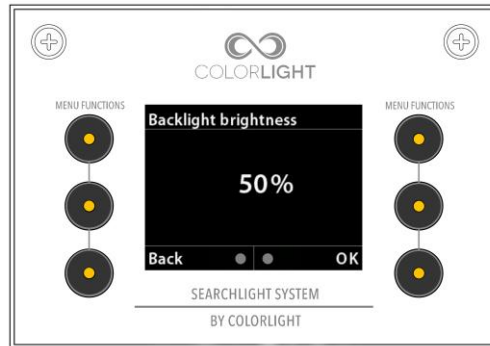 COLORLIGHT
MENU FUNCTIONS
MENU FUNCTIONS
Backlight brightness
50%
Back
OK
SEARCHLIGHT SYSTEM
BY COLORLIGHT